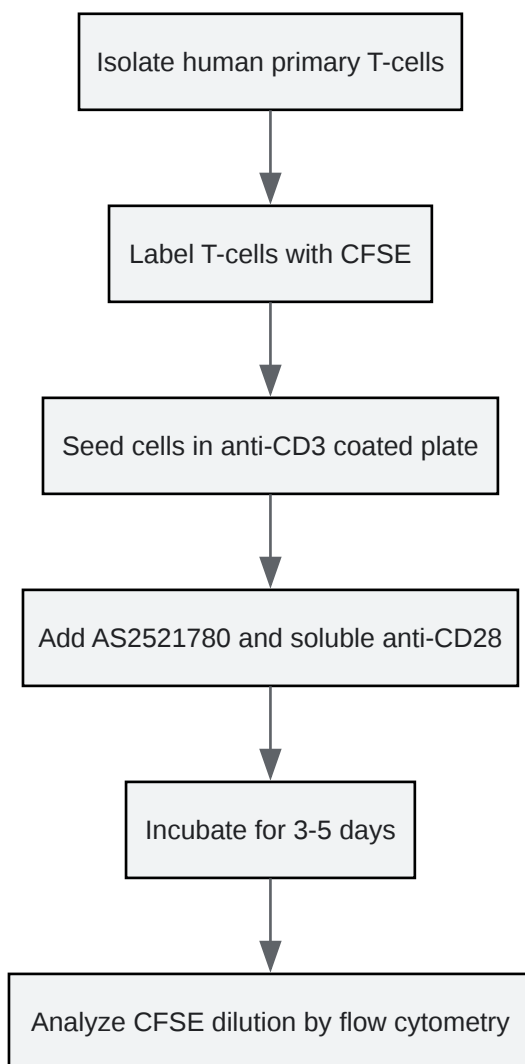 Isolate human primary T-cells
Label T-cells with CFSE
Seed cells in anti-CD3 coated plate
Add AS2521780 and soluble anti-CD28
Incubate for 3-5 days
Analyze CFSE dilution by flow cytometry